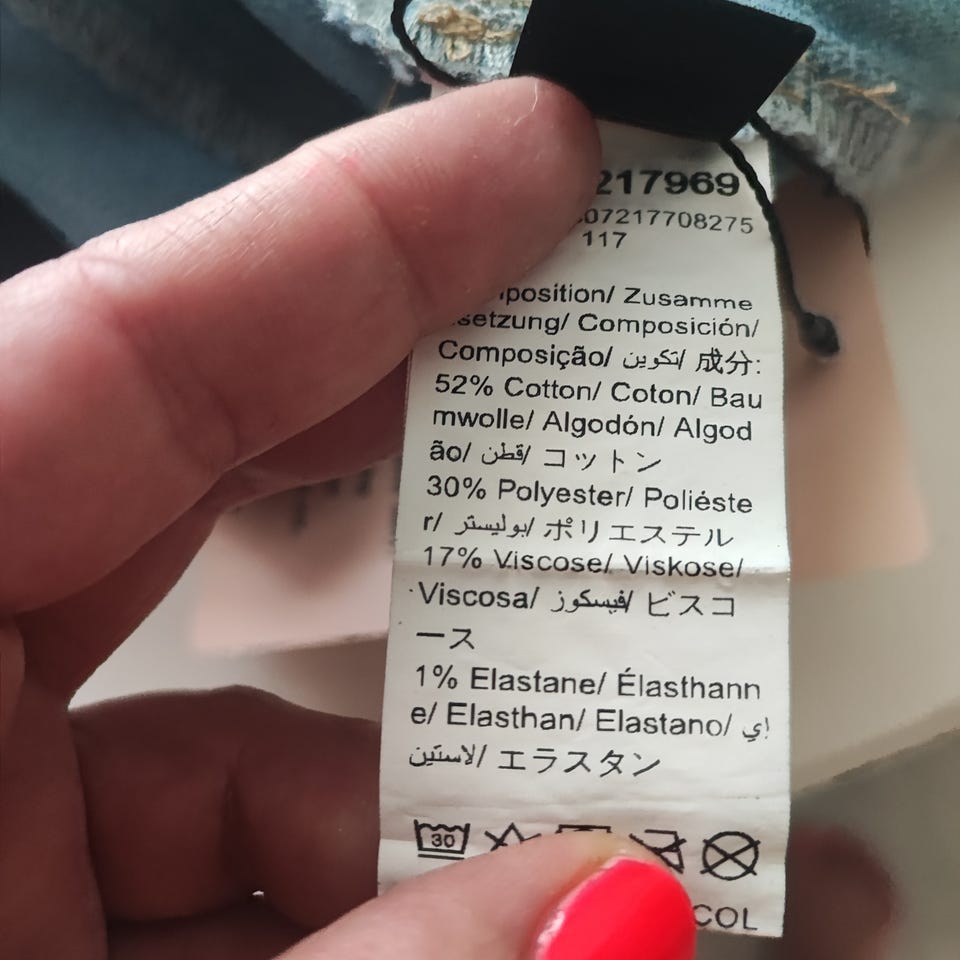 217969
07217708275
117
position/ Zusamme
setzung/ Composición/
Composição/ تكوين/ 成分:
52% Cotton/ Coton/ Bau
mwolle/ Algodón/ Algod
ão/ قطن/ コットン
30% Polyester/ Poliéste
r/ بوليستر/ ポリエステル
17% Viscose/ Viskose/
Viscosa/ فيسكوز/ ビスコ
ース
1% Elastane/ Élasthann
e/ Elasthan/ Elastano/ إي
لاستين/ エラスタン
30
COL